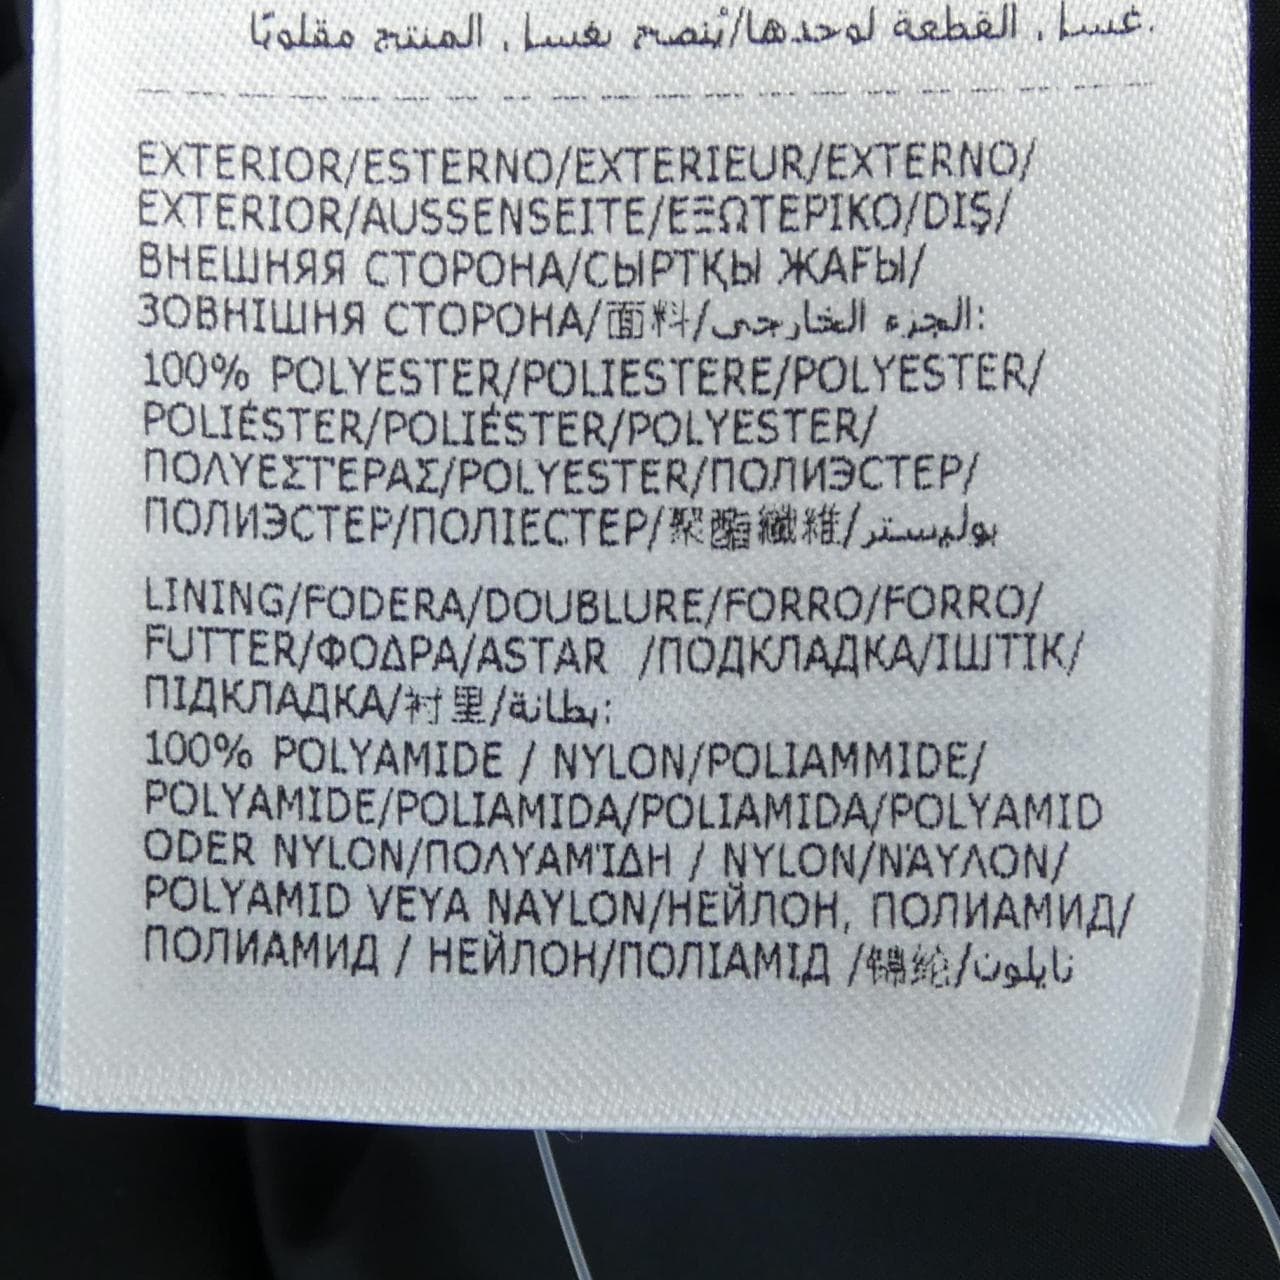 غسل القطعة لوحدها/يُنصح بغسل المنتج مقلوبًا.
EXTERIOR/ESTERNO/EXTERIEUR/EXTERNO/
EXTERIOR/AUSSENSEITE/ΕΞΩΤΕΡΙΚΟ/DIŞ/
ВНЕШНЯЯ СТОРОНА/СЫРТҚЫ ЖАҒЫ/
ЗОВНІШНЯ СТОРОНА/面料/الجزء الخارجي:
100% POLYESTER/POLIESTERE/POLYESTER/
POLIÉSTER/POLIÉSTER/POLYESTER/
ΠΟΛΥΕΣΤΕΡΑΣ/POLYESTER/ПОЛИЭСТЕР/
ПОЛИЭСТЕР/ПОЛІЕСТЕР/聚酯纖維/بوليستر
LINING/FODERA/DOUBLURE/FORRO/FORRO/
FUTTER/ΦΟΔΡΑ/ASTAR /ПОДКЛАДКА/ІШТІК/
ПІДКЛАДКА/衬里/بطانة:
100% POLYAMIDE / NYLON/POLIAMMIDE/
POLYAMIDE/POLIAMIDA/POLIAMIDA/POLYAMID
ODER NYLON/ΠΟΛΥΑΜΊΔΗ / NYLON/ΝΆΥΛΟΝ/
POLYAMID VEYA NAYLON/НЕЙЛОН, ПОЛИАМИД/
ПОЛИАМИД / НЕЙЛОН/ПОЛІАМІД /锦纶/نايلون